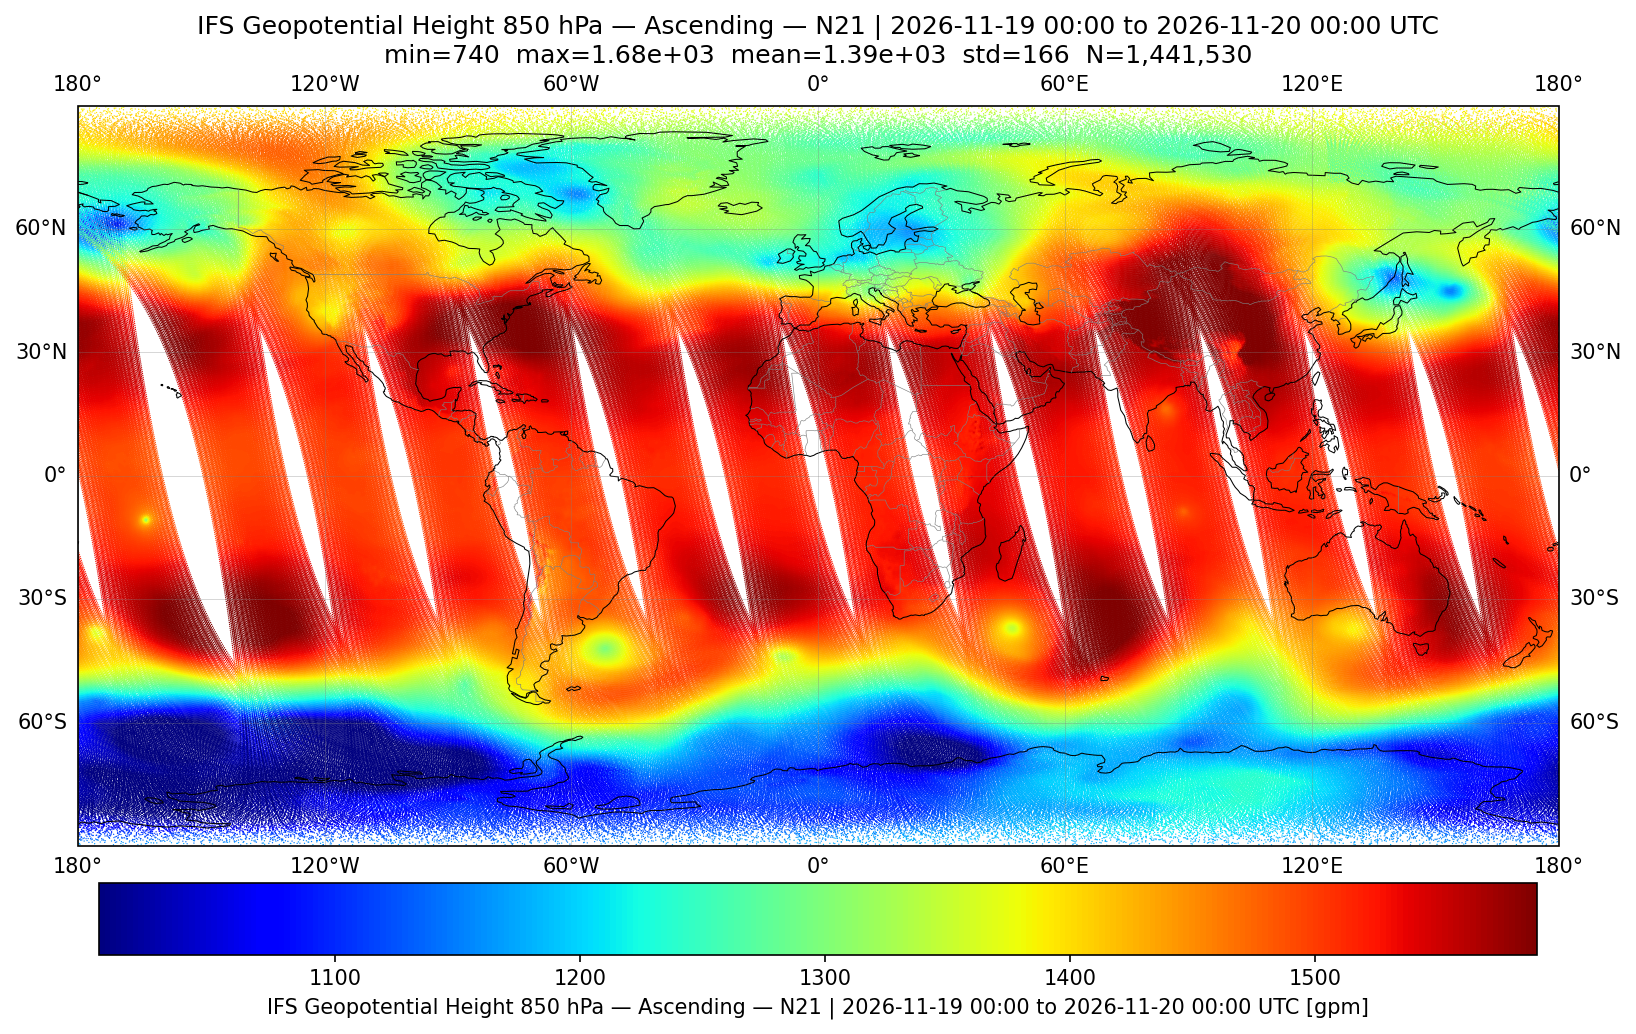 IFS Geopotential Height 850 hPa — Ascending — N21 | 2026-11-19 00:00 to 2026-11-20 00:00 UTC
min=740  max=1.68e+03  mean=1.39e+03  std=166  N=1,441,530
180° 120°W 60°W 0° 60°E 120°E 180°
60°N 60°N
30°N 30°N
0° 0°
30°S 30°S
60°S 60°S
180° 120°W 60°W 0° 60°E 120°E 180°
1100 1200 1300 1400 1500
IFS Geopotential Height 850 hPa — Ascending — N21 | 2026-11-19 00:00 to 2026-11-20 00:00 UTC [gpm]